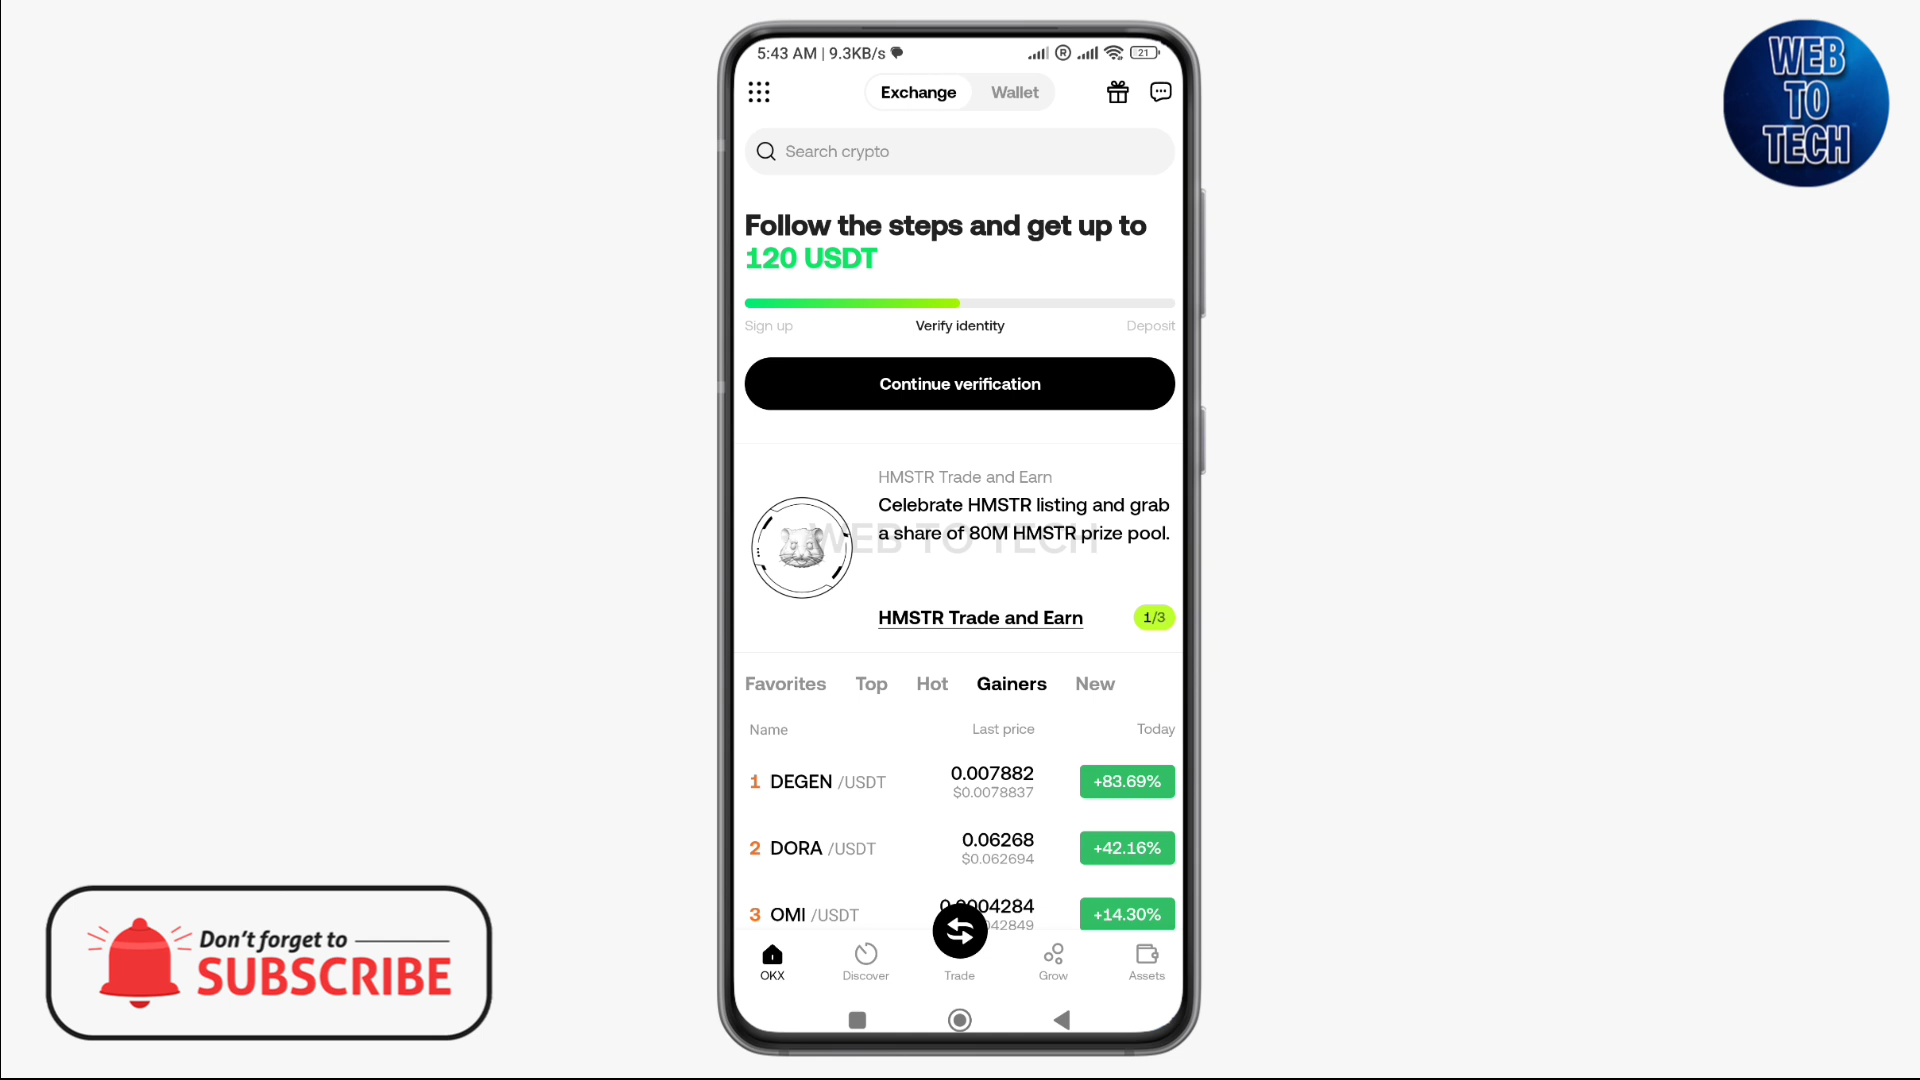 5:43 AM | 9.3KB/s
R
21
Exchange
Wallet
Search crypto
Follow the steps and get up to
120 USDT
Sign up
Verify identity
Deposit
Continue verification
HMSTR Trade and Earn
Celebrate HMSTR listing and grab
a share of 80M HMSTR prize pool.
WEB TO TECH
HMSTR Trade and Earn
1/3
Favorites Top Hot Gainers New
Name Last price Today
1 DEGEN /USDT 0.007882 +83.69%
$0.0078837
2 DORA /USDT 0.06268 +42.16%
$0.062694
3 OMI /USDT +14.30%
OKX Discover Trade Grow Assets
WEB
TO
TECH
Don't forget to
SUBSCRIBE